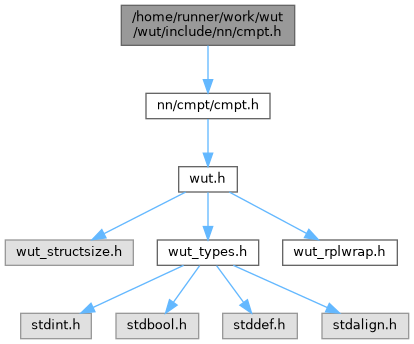 /home/runner/work/wut
/wut/include/nn/cmpt.h
nn/cmpt/cmpt.h
wut.h
wut_structsize.h
wut_types.h
wut_rplwrap.h
stdint.h
stdbool.h
stddef.h
stdalign.h